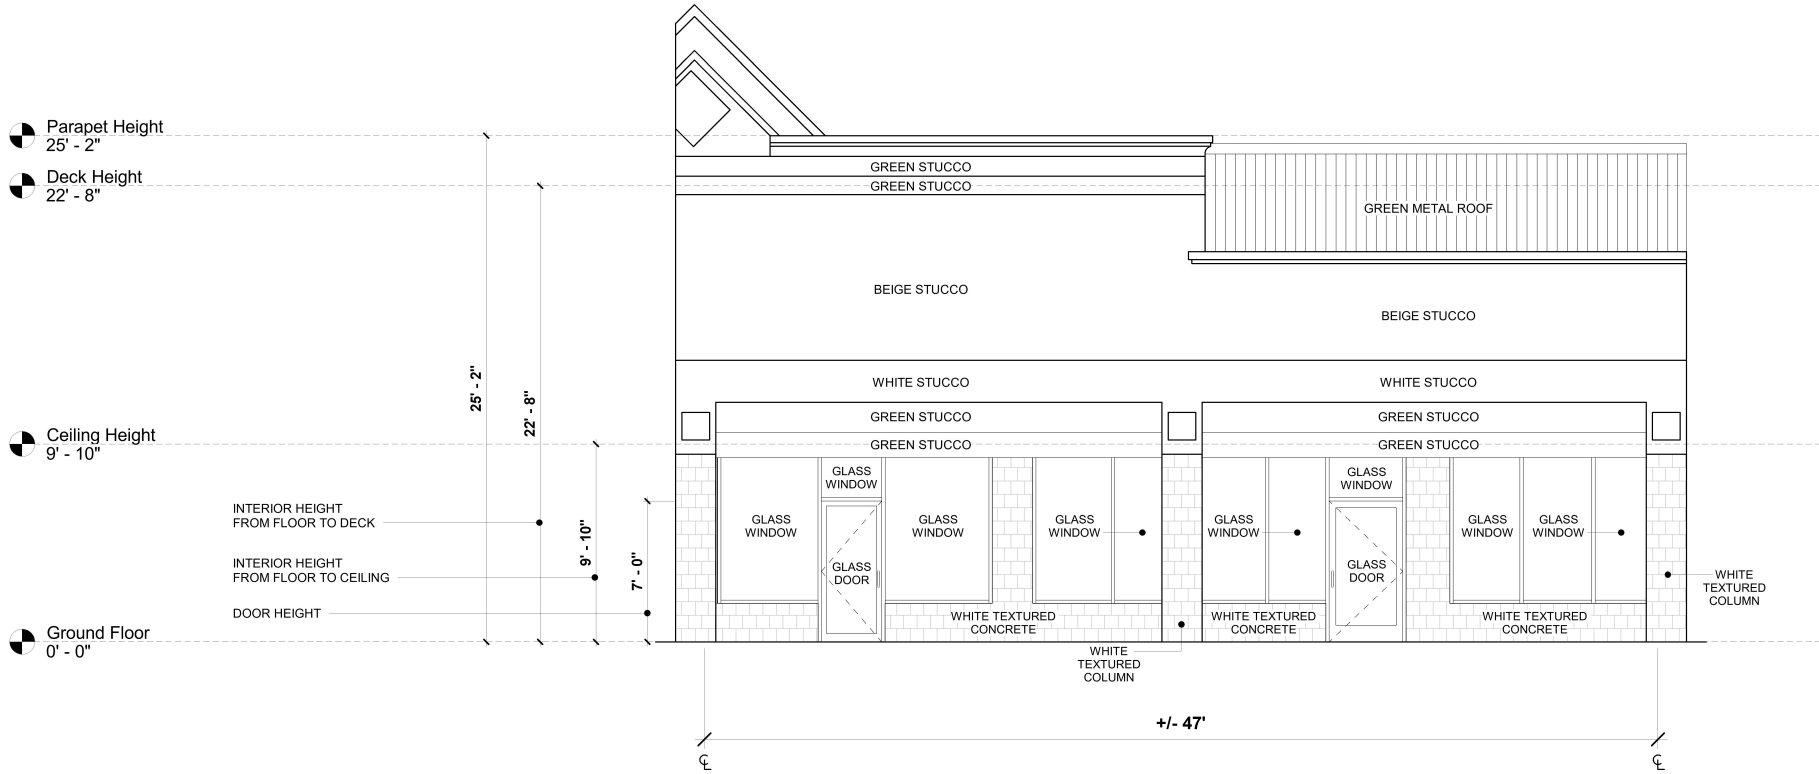 Parapet Height
25' - 2"
Deck Height
22' - 8"
Ceiling Height
9' - 10"
Ground Floor
0' - 0"
INTERIOR HEIGHT
FROM FLOOR TO DECK
INTERIOR HEIGHT
FROM FLOOR TO CEILING
DOOR HEIGHT
25' - 2"
22' - 8"
9' - 10"
7' - 0"
GREEN STUCCO
GREEN STUCCO
GREEN METAL ROOF
BEIGE STUCCO
BEIGE STUCCO
WHITE STUCCO
WHITE STUCCO
GREEN STUCCO
GREEN STUCCO
GREEN STUCCO
GREEN STUCCO
GLASS
WINDOW
GLASS
WINDOW
GLASS
WINDOW
GLASS
WINDOW
GLASS
WINDOW
GLASS
WINDOW
GLASS
WINDOW
GLASS
WINDOW
GLASS
WINDOW
GLASS
DOOR
GLASS
DOOR
WHITE TEXTURED
CONCRETE
WHITE TEXTURED
CONCRETE
WHITE TEXTURED
CONCRETE
WHITE
TEXTURED
COLUMN
WHITE
TEXTURED
COLUMN
+/- 47'
℄
℄